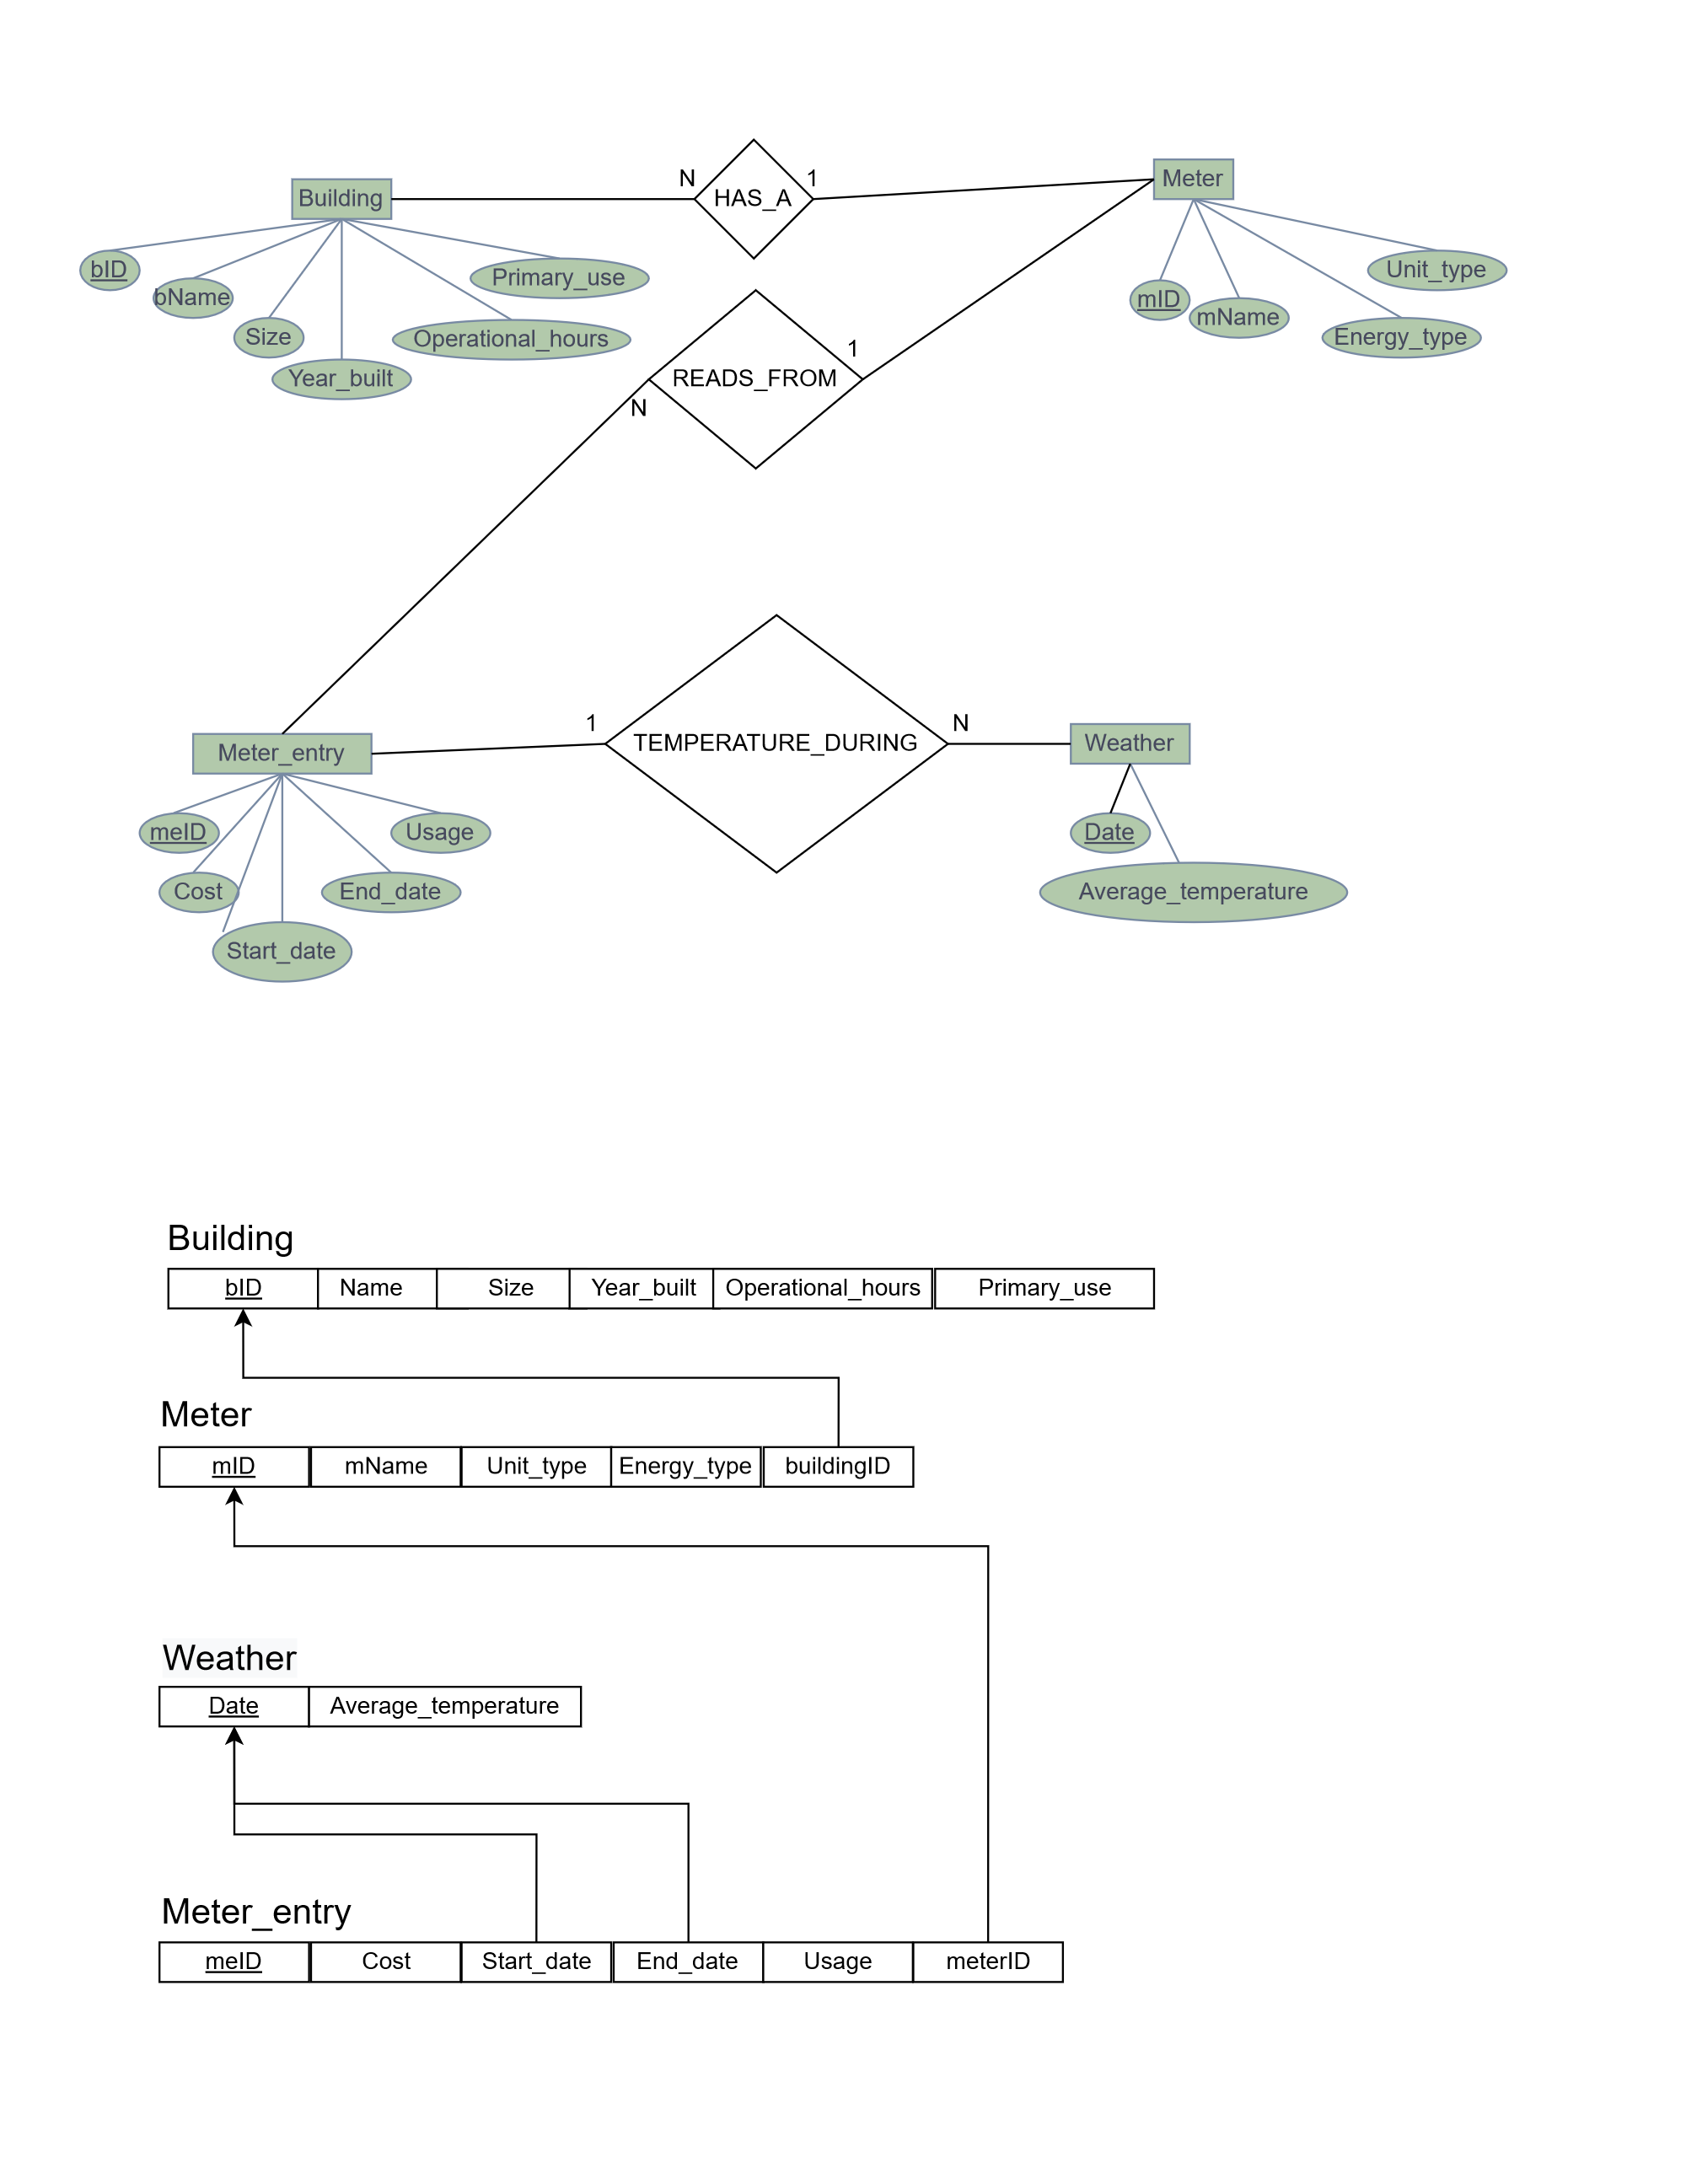 N
HAS_A
1
Building
Meter
bID
bName
Size
Year_built
Operational_hours
Primary_use
mID
mName
Energy_type
Unit_type
1
READS_FROM
N
Meter_entry
1
TEMPERATURE_DURING
N
Weather
meID
Cost
Start_date
End_date
Usage
Date
Average_temperature
Building
bID Name Size Year_built Operational_hours Primary_use
Meter
mID mName Unit_type Energy_type buildingID
Weather
Date Average_temperature
Meter_entry
meID Cost Start_date End_date Usage meterID